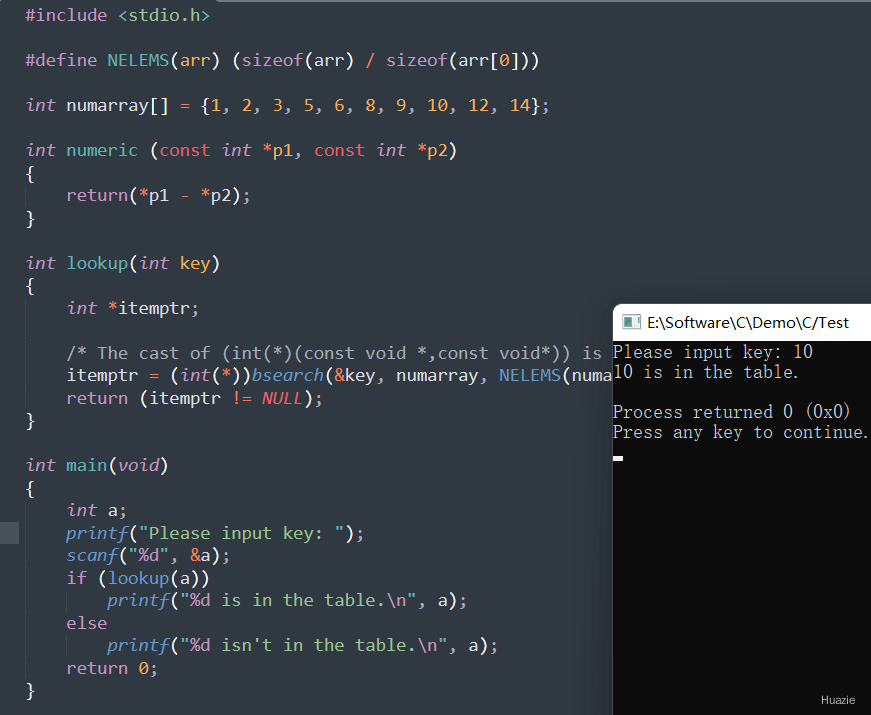 #include <stdio.h>
#define NELEMS(arr) (sizeof(arr) / sizeof(arr[0]))
int numarray[] = {1, 2, 3, 5, 6, 8, 9, 10, 12, 14};
int numeric (const int *p1, const int *p2)
{
    return(*p1 - *p2);
}
int lookup(int key)
{
    int *itemptr;
    /* The cast of (int(*)(const void *,const void*)) is
    itemptr = (int(*))bsearch(&key, numarray, NELEMS(numa
    return (itemptr != NULL);
}
int main(void)
{
    int a;
    printf("Please input key: ");
    scanf("%d", &a);
    if (lookup(a))
        printf("%d is in the table.\n", a);
    else
        printf("%d isn't in the table.\n", a);
    return 0;
}
E:\Software\C\Demo\C/Test
Please input key: 10
10 is in the table.
Process returned 0 (0x0)
Press any key to continue.
Huazie